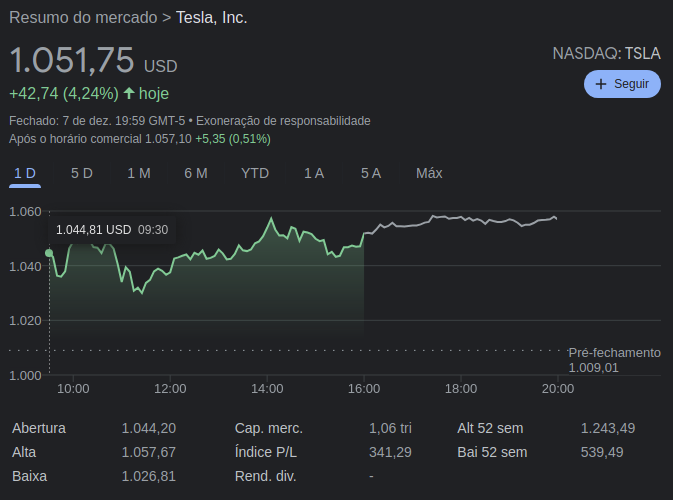 Resumo do mercado > Tesla, Inc.
1.051,75 USD
NASDAQ: TSLA
+42,74 (4,24%) ↑ hoje
+ Seguir
Fechado: 7 de dez. 19:59 GMT-5 • Exoneração de responsabilidade
Após o horário comercial 1.057,10 +5,35 (0,51%)
1 D 5 D 1 M 6 M YTD 1 A 5 A Máx
1.060
1.044,81 USD 09:30
1.040
1.020
Pré-fechamento
1.009,01
1.000
10:00 12:00 14:00 16:00 18:00 20:00
Abertura 1.044,20 Cap. merc. 1,06 tri Alt 52 sem 1.243,49
Alta 1.057,67 Índice P/L 341,29 Bai 52 sem 539,49
Baixa 1.026,81 Rend. div. -